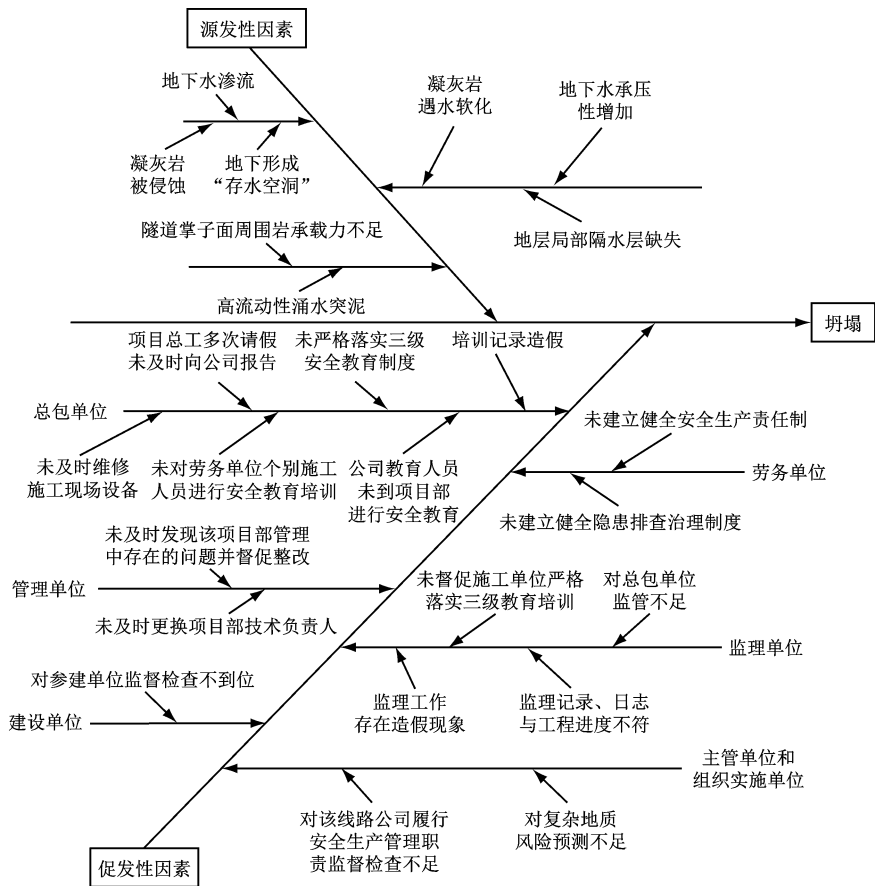 源发性因素
地下水渗流
凝灰岩
被侵蚀
地下形成
“存水空洞”
凝灰岩
遇水软化
地下水承压
性增加
地层局部隔水层缺失
隧道掌子面周围岩承载力不足
高流动性涌水突泥
坍塌
项目总工多次请假
未及时向公司报告
未严格落实三级
安全教育制度
培训记录造假
总包单位
未及时维修
施工现场设备
未对劳务单位个别施工
人员进行安全教育培训
公司教育人员
未到项目部
进行安全教育
未建立健全安全生产责任制
劳务单位
未建立健全隐患排查治理制度
未及时发现该项目部管理
中存在的问题并督促整改
管理单位
未及时更换项目部技术负责人
未督促施工单位严格
落实三级教育培训
对总包单位
监管不足
监理单位
监理工作
存在造假现象
监理记录、日志
与工程进度不符
对参建单位监督检查不到位
建设单位
主管单位和
组织实施单位
对该线路公司履行
安全生产管理职
责监督检查不足
对复杂地质
风险预测不足
促发性因素